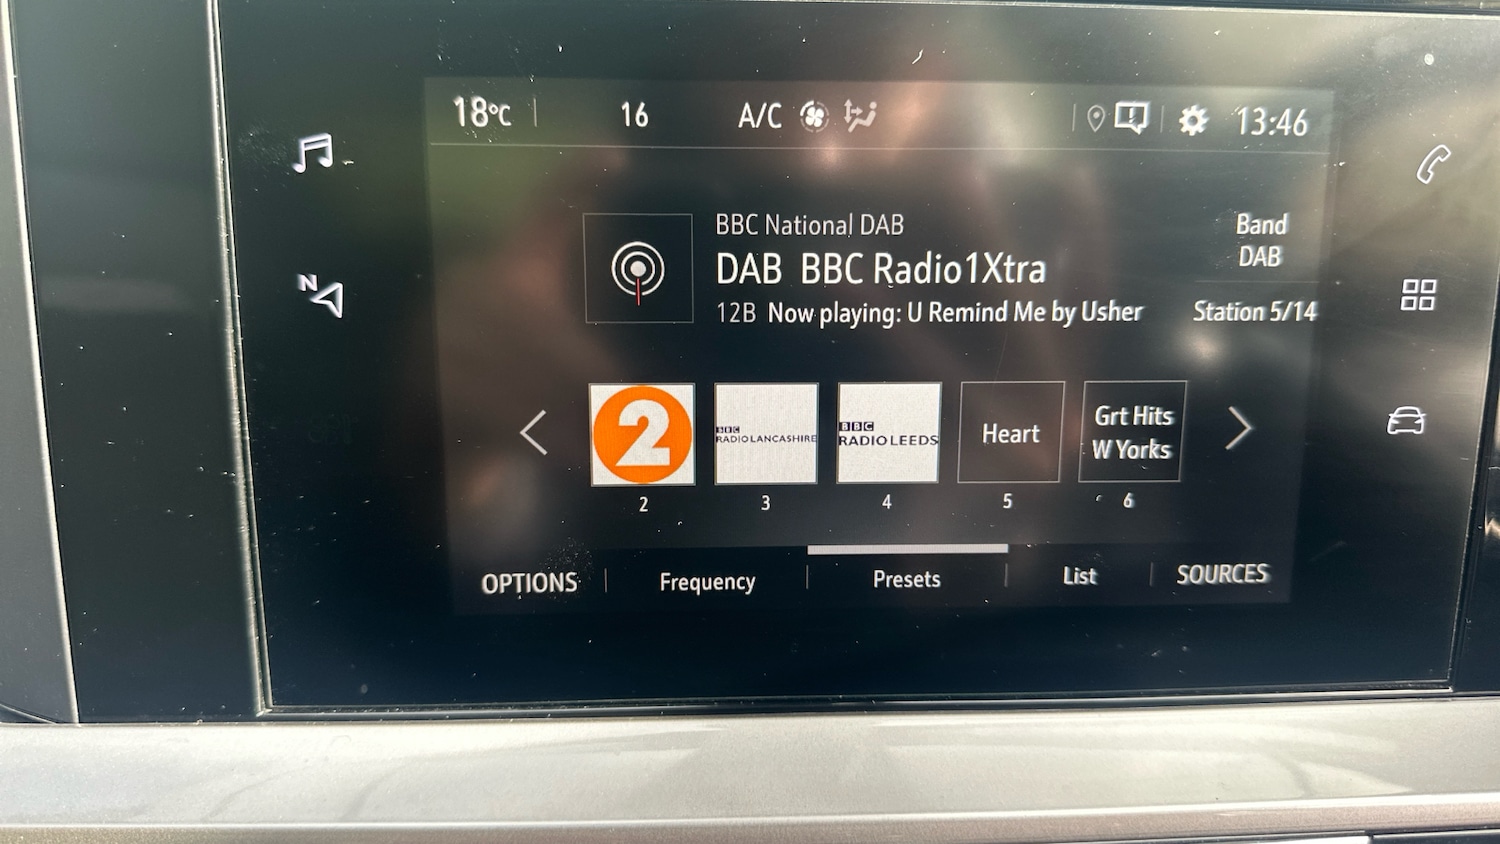 18°C 16 A/C 13:46
N
BBC National DAB
DAB BBC Radio1Xtra
12B Now playing: U Remind Me by Usher
Band
DAB
Station 5/14
2
BBC
RADIO LANCASHIRE
BBC
RADIO LEEDS
Heart
Grt Hits
W Yorks
2 3 4 5 6
OPTIONS Frequency Presets List SOURCES